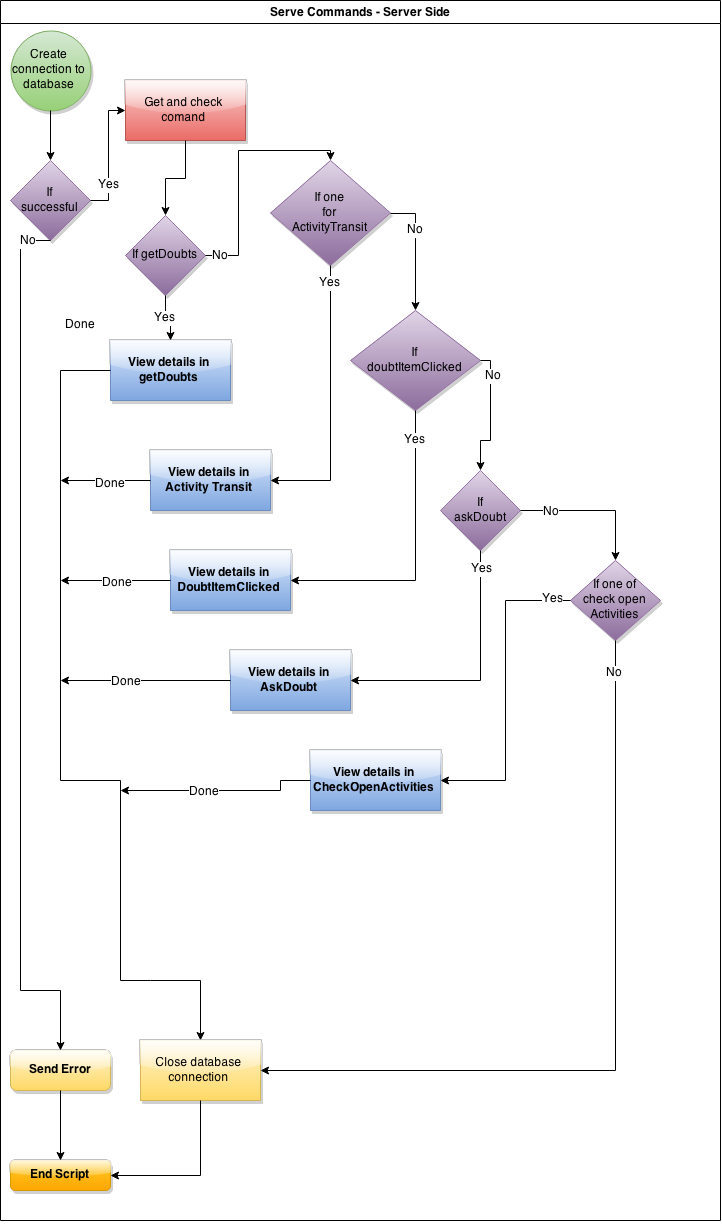 Serve Commands - Server Side
Create
connection to
database
Get and check
comand
If
successful
Yes
No
If one
for
ActivityTransit
If getDoubts
No
No
Yes
Yes
Done
If
doubtItemClicked
View details in
getDoubts
No
Yes
View details in
Activity Transit
Done
If
askDoubt
No
Yes
View details in
DoubtItemClicked
Done
If one of
check open
Activities
Yes
No
View details in
AskDoubt
Done
View details in
CheckOpenActivities
Done
Send Error
Close database
connection
End Script